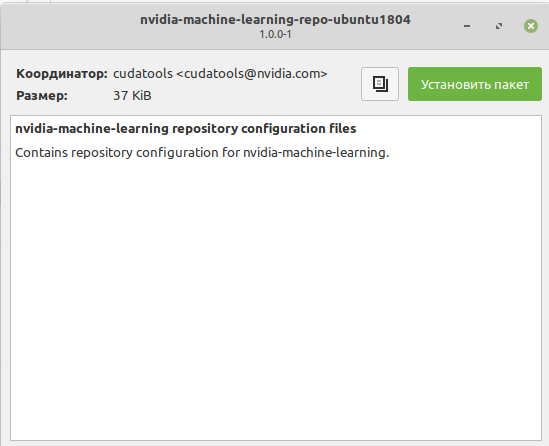 nvidia-machine-learning-repo-ubuntu1804
1.0.0-1
Координатор: cudatools <cudatools@nvidia.com>
Размер: 37 KiB
Установить пакет
nvidia-machine-learning repository configuration files
Contains repository configuration for nvidia-machine-learning.